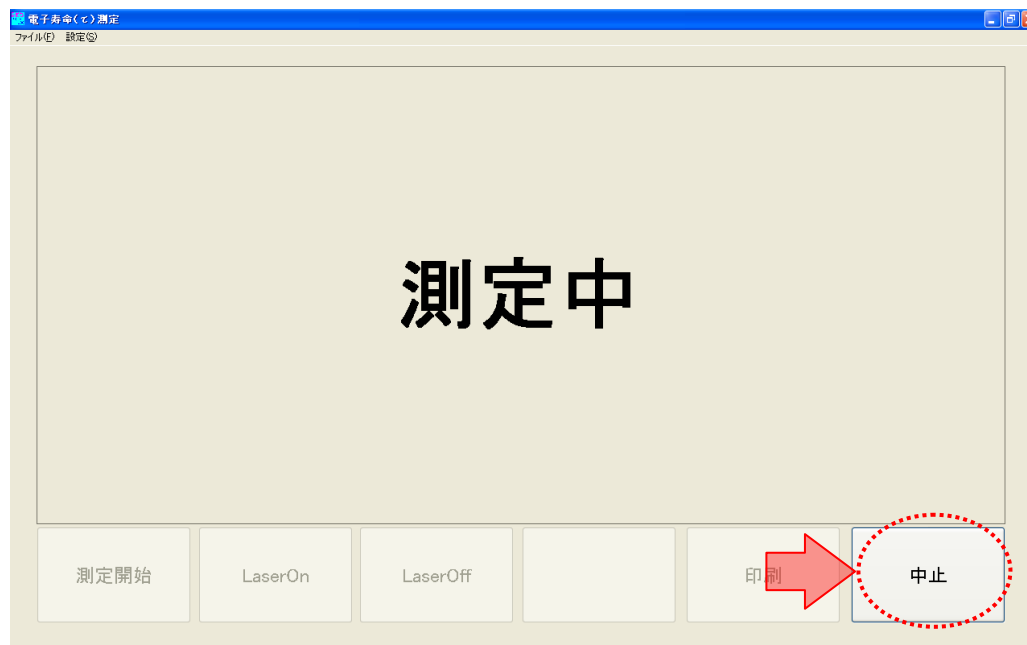 電子寿命(τ)測定
ファイル(F) 設定(S)
測定中
測定開始
LaserOn
LaserOff
印刷
中止